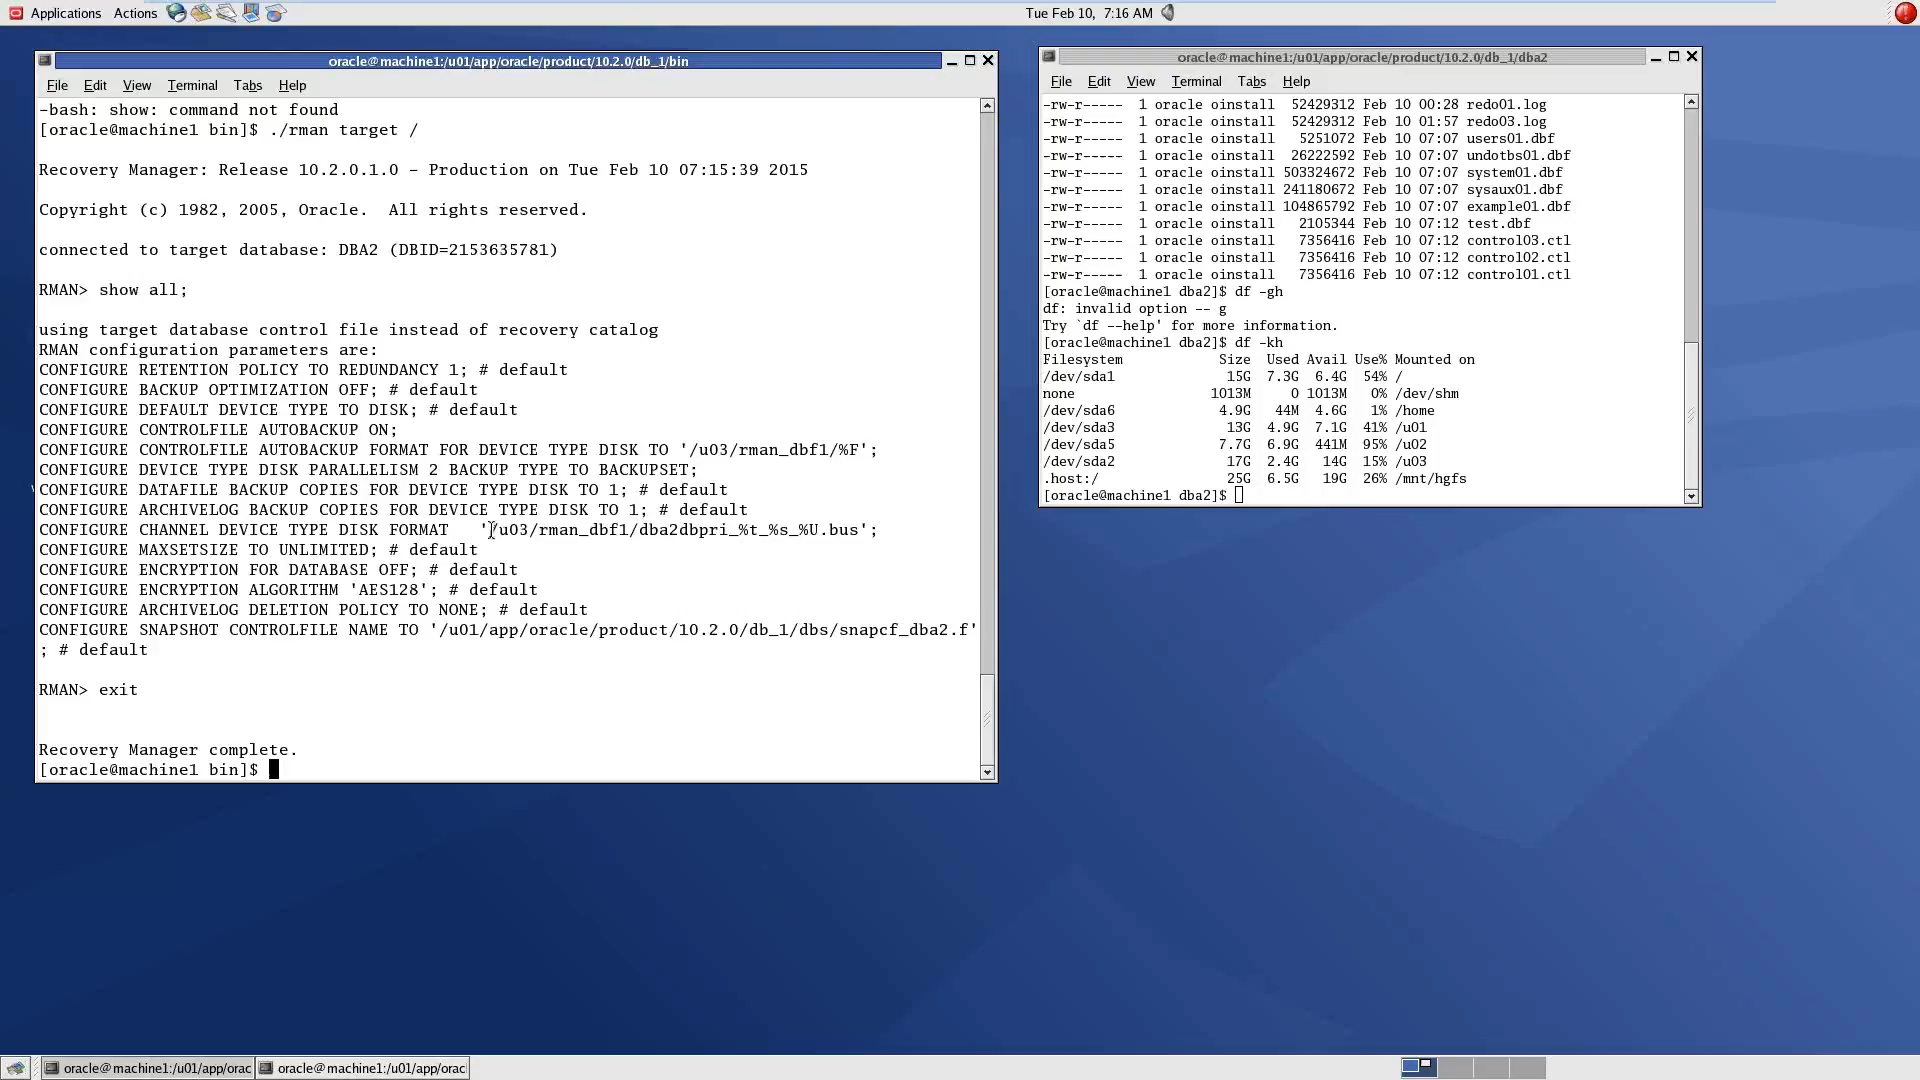 Applications Actions Tue Feb 10, 7:16 AM
oracle@machine1:/u01/app/oracle/product/10.2.0/db_1/bin
File Edit View Terminal Tabs Help
-bash: show: command not found
[oracle@machine1 bin]$ ./rman target /
Recovery Manager: Release 10.2.0.1.0 - Production on Tue Feb 10 07:15:39 2015
Copyright (c) 1982, 2005, Oracle.  All rights reserved.
connected to target database: DBA2 (DBID=2153635781)
RMAN> show all;
using target database control file instead of recovery catalog
RMAN configuration parameters are:
CONFIGURE RETENTION POLICY TO REDUNDANCY 1; # default
CONFIGURE BACKUP OPTIMIZATION OFF; # default
CONFIGURE DEFAULT DEVICE TYPE TO DISK; # default
CONFIGURE CONTROLFILE AUTOBACKUP ON;
CONFIGURE CONTROLFILE AUTOBACKUP FORMAT FOR DEVICE TYPE DISK TO '/u03/rman_dbf1/%F';
CONFIGURE DEVICE TYPE DISK PARALLELISM 2 BACKUP TYPE TO BACKUPSET;
CONFIGURE DATAFILE BACKUP COPIES FOR DEVICE TYPE DISK TO 1; # default
CONFIGURE ARCHIVELOG BACKUP COPIES FOR DEVICE TYPE DISK TO 1; # default
CONFIGURE CHANNEL DEVICE TYPE DISK FORMAT   '/u03/rman_dbf1/dba2dbpri_%t_%s_%U.bus';
CONFIGURE MAXSETSIZE TO UNLIMITED; # default
CONFIGURE ENCRYPTION FOR DATABASE OFF; # default
CONFIGURE ENCRYPTION ALGORITHM 'AES128'; # default
CONFIGURE ARCHIVELOG DELETION POLICY TO NONE; # default
CONFIGURE SNAPSHOT CONTROLFILE NAME TO '/u01/app/oracle/product/10.2.0/db_1/dbs/snapcf_dba2.f'
; # default
RMAN> exit
Recovery Manager complete.
[oracle@machine1 bin]$
oracle@machine1:/u01/app/oracle/product/10.2.0/db_1/dba2
File Edit View Terminal Tabs Help
-rw-r-----  1 oracle oinstall  52429312 Feb 10 00:28 redo01.log
-rw-r-----  1 oracle oinstall  52429312 Feb 10 01:57 redo03.log
-rw-r-----  1 oracle oinstall   5251072 Feb 10 07:07 users01.dbf
-rw-r-----  1 oracle oinstall  26222592 Feb 10 07:07 undotbs01.dbf
-rw-r-----  1 oracle oinstall 503324672 Feb 10 07:07 system01.dbf
-rw-r-----  1 oracle oinstall 241180672 Feb 10 07:07 sysaux01.dbf
-rw-r-----  1 oracle oinstall 104865792 Feb 10 07:07 example01.dbf
-rw-r-----  1 oracle oinstall   2105344 Feb 10 07:12 test.dbf
-rw-r-----  1 oracle oinstall   7356416 Feb 10 07:12 control03.ctl
-rw-r-----  1 oracle oinstall   7356416 Feb 10 07:12 control02.ctl
-rw-r-----  1 oracle oinstall   7356416 Feb 10 07:12 control01.ctl
[oracle@machine1 dba2]$ df -gh
df: invalid option -- g
Try `df --help' for more information.
[oracle@machine1 dba2]$ df -kh
Filesystem            Size  Used Avail Use% Mounted on
/dev/sda1              15G  7.3G  6.4G  54% /
none                 1013M     0 1013M   0% /dev/shm
/dev/sda6             4.9G   44M  4.6G   1% /home
/dev/sda3              13G  4.9G  7.1G  41% /u01
/dev/sda5             7.7G  6.9G  441M  95% /u02
/dev/sda2              17G  2.4G   14G  15% /u03
.host:/                25G  6.5G   19G  26% /mnt/hgfs
[oracle@machine1 dba2]$
oracle@machine1:/u01/app/orac oracle@machine1:/u01/app/orac